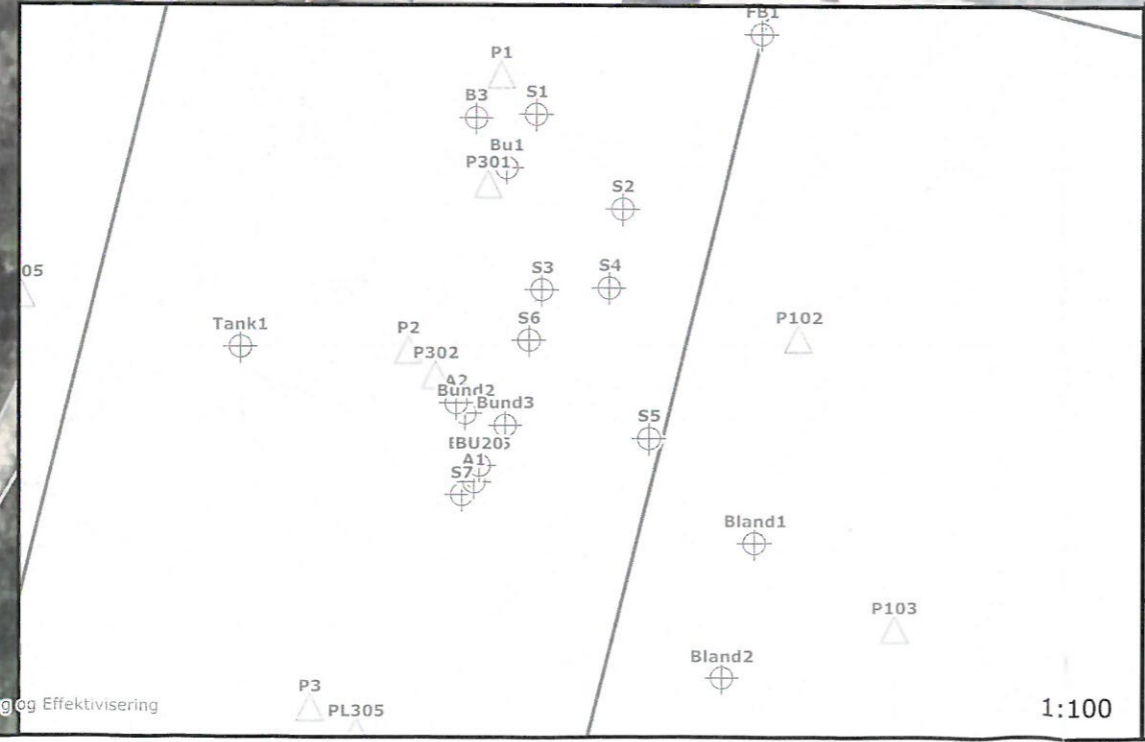 FB1
P1
B3
S1
Bu1
P301
S2
05
S3
S4
Tank1
P2
S6
P102
P302
A2
Bund2
Bund3
S5
A1
S7
Bland1
P103
Bland2
P3
PL305
g og Effektivisering
1:100